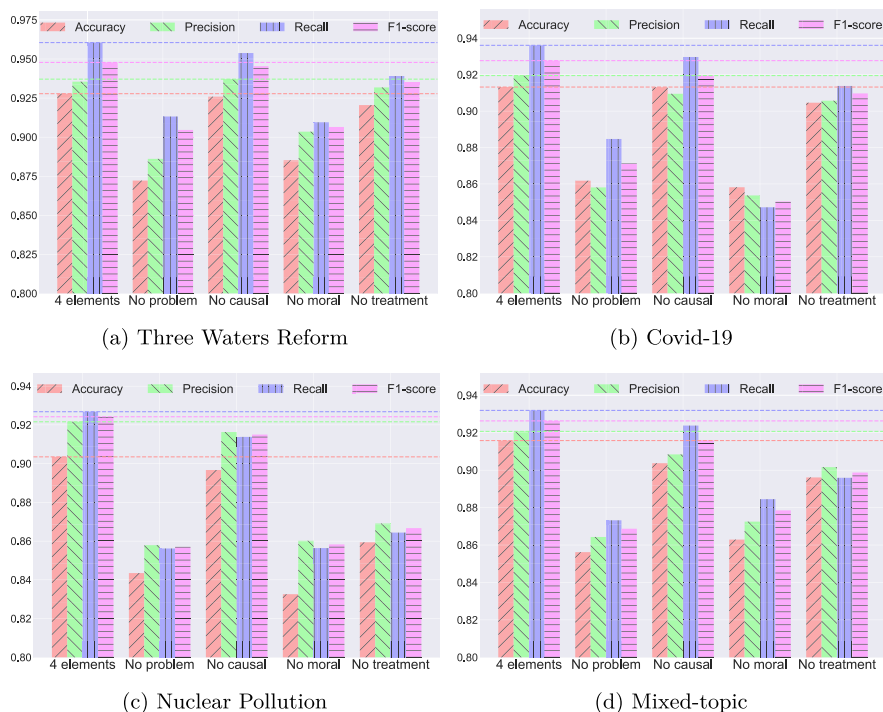 Accuracy Precision Recall F1-score
0.975
0.950
0.925
0.900
0.875
0.850
0.825
0.800
4 elements No problem No causal No moral No treatment
(a) Three Waters Reform
Accuracy Precision Recall F1-score
0.94
0.92
0.90
0.88
0.86
0.84
0.82
0.80
4 elements No problem No causal No moral No treatment
(b) Covid-19
Accuracy Precision Recall F1-score
0.94
0.92
0.90
0.88
0.86
0.84
0.82
0.80
4 elements No problem No causal No moral No treatment
(c) Nuclear Pollution
Accuracy Precision Recall F1-score
0.94
0.92
0.90
0.88
0.86
0.84
0.82
0.80
4 elements No problem No causal No moral No treatment
(d) Mixed-topic